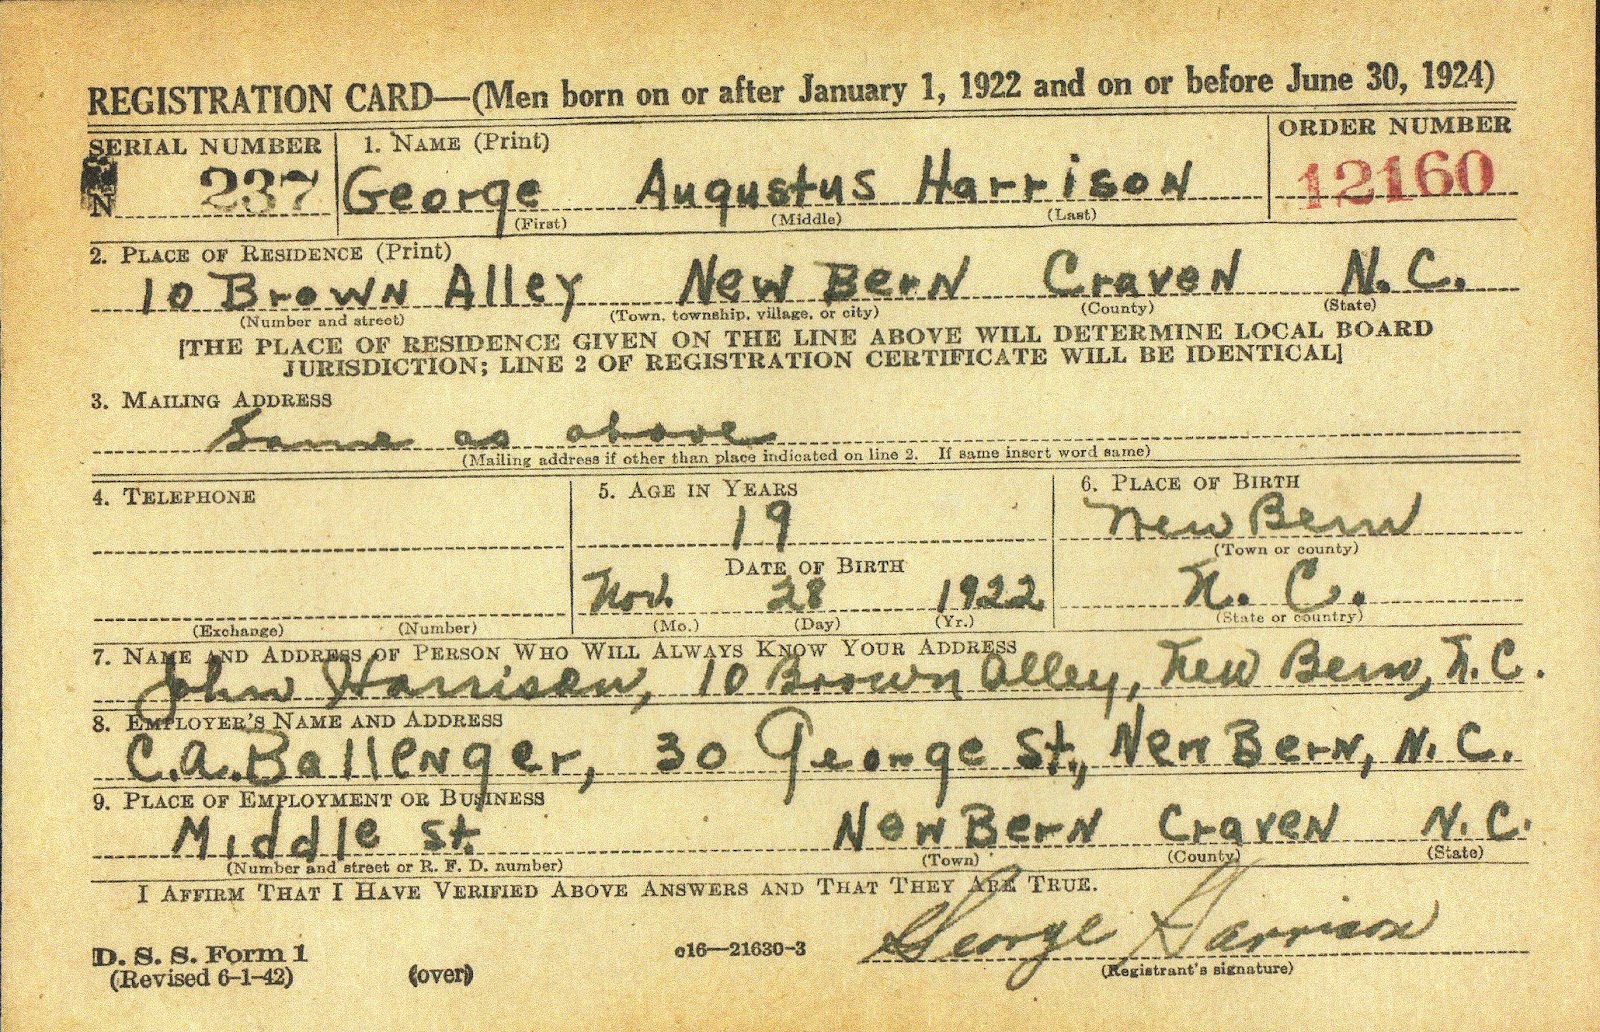 REGISTRATION CARD—(Men born on or after January 1, 1922 and on or before June 30, 1924)
SERIAL NUMBER
N 237
1. NAME (Print)
George Augustus Harrison
(First) (Middle) (Last)
ORDER NUMBER
12160
2. PLACE OF RESIDENCE (Print)
10 Brown Alley New Bern Craven N.C.
(Number and street) (Town, township, village, or city) (County) (State)
[THE PLACE OF RESIDENCE GIVEN ON THE LINE ABOVE WILL DETERMINE LOCAL BOARD
JURISDICTION; LINE 2 OF REGISTRATION CERTIFICATE WILL BE IDENTICAL]
3. MAILING ADDRESS
Same as above
(Mailing address if other than place indicated on line 2. If same insert word same)
4. TELEPHONE
(Exchange) (Number)
5. AGE IN YEARS
19
DATE OF BIRTH
Nov. 28 1922
(Mo.) (Day) (Yr.)
6. PLACE OF BIRTH
New Bern
(Town or county)
N. C.
(State or country)
7. NAME AND ADDRESS OF PERSON WHO WILL ALWAYS KNOW YOUR ADDRESS
John Harrison, 10 Brown Alley, New Bern, N.C.
8. EMPLOYER'S NAME AND ADDRESS
C.A. Ballenger, 30 George St., New Bern, N.C.
9. PLACE OF EMPLOYMENT OR BUSINESS
Middle St. New Bern Craven N.C.
(Number and street or R. F. D. number) (Town) (County) (State)
I AFFIRM THAT I HAVE VERIFIED ABOVE ANSWERS AND THAT THEY ARE TRUE.
George Harrison
(Registrant's signature)
D. S. S. Form 1
(Revised 6-1-42) (over) c16—21630-3